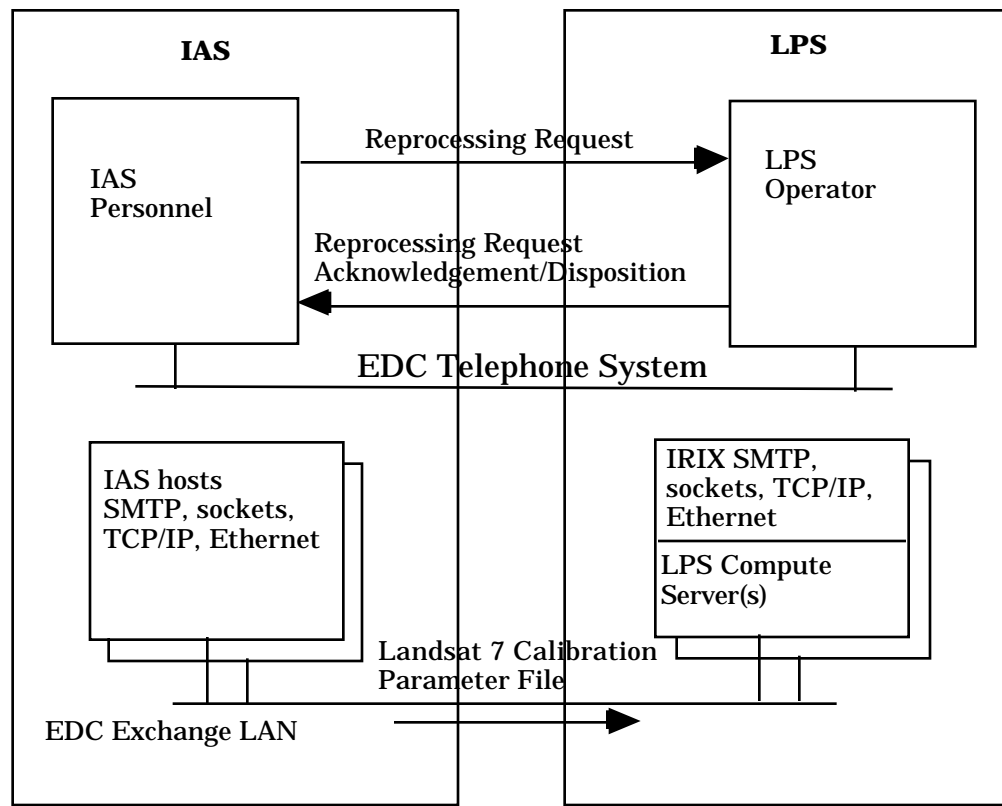 IAS
LPS
Reprocessing Request
IAS
Personnel
LPS
Operator
Reprocessing Request
Acknowledgement/Disposition
EDC Telephone System
IAS hosts
SMTP, sockets,
TCP/IP, Ethernet
IRIX SMTP,
sockets, TCP/IP,
Ethernet
LPS Compute
Server(s)
Landsat 7 Calibration
Parameter File
EDC Exchange LAN